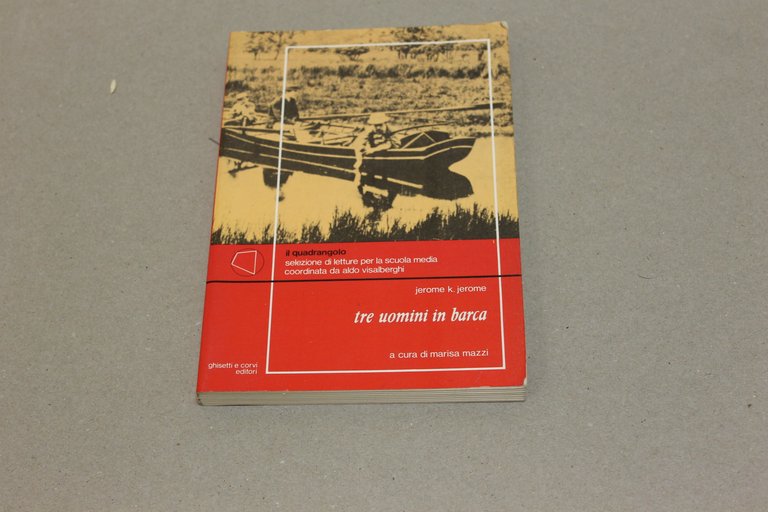 il quadrangolo
selezione di letture per la scuola media
coordinata da aldo visalberghi
jerome k. jerome
tre uomini in barca
a cura di marisa mazzi
ghisetti e corvi
editori